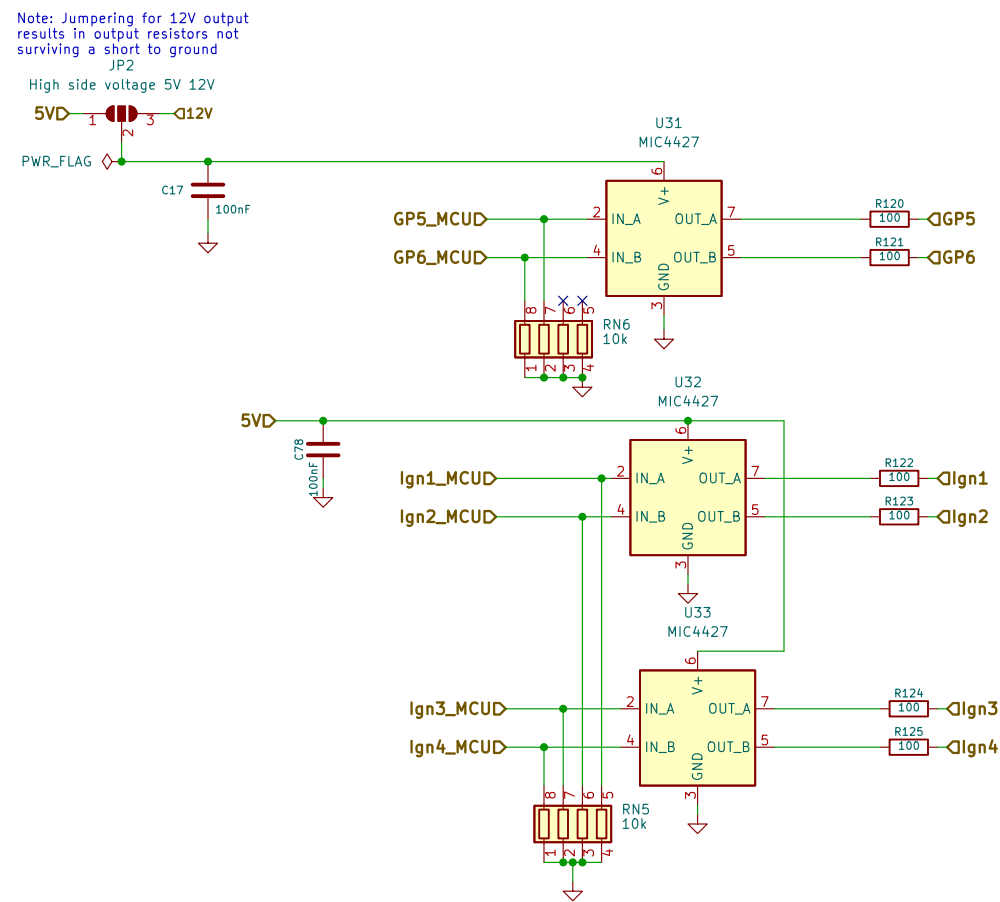 Note: Jumpering for 12V output
results in output resistors not
surviving a short to ground
JP2
High side voltage 5V 12V
5V 1 3 12V
2
PWR_FLAG
C17
100nF
U31
MIC4427
6
V+
GP5_MCU 2 IN_A OUT_A 7 R120 100 GP5
GP6_MCU 4 IN_B OUT_B 5 R121 100 GP6
GND
3
8 7 6 5
RN6
10k
1 2 3 4
U32
MIC4427
5V
C78
100nF
6
V+
Ign1_MCU 2 IN_A OUT_A 7 R122 100 Ign1
Ign2_MCU 4 IN_B OUT_B 5 R123 100 Ign2
GND
3
U33
MIC4427
6
V+
Ign3_MCU 2 IN_A OUT_A 7 R124 100 Ign3
Ign4_MCU 4 IN_B OUT_B 5 R125 100 Ign4
GND
3
8 7 6 5
RN5
10k
1 2 3 4